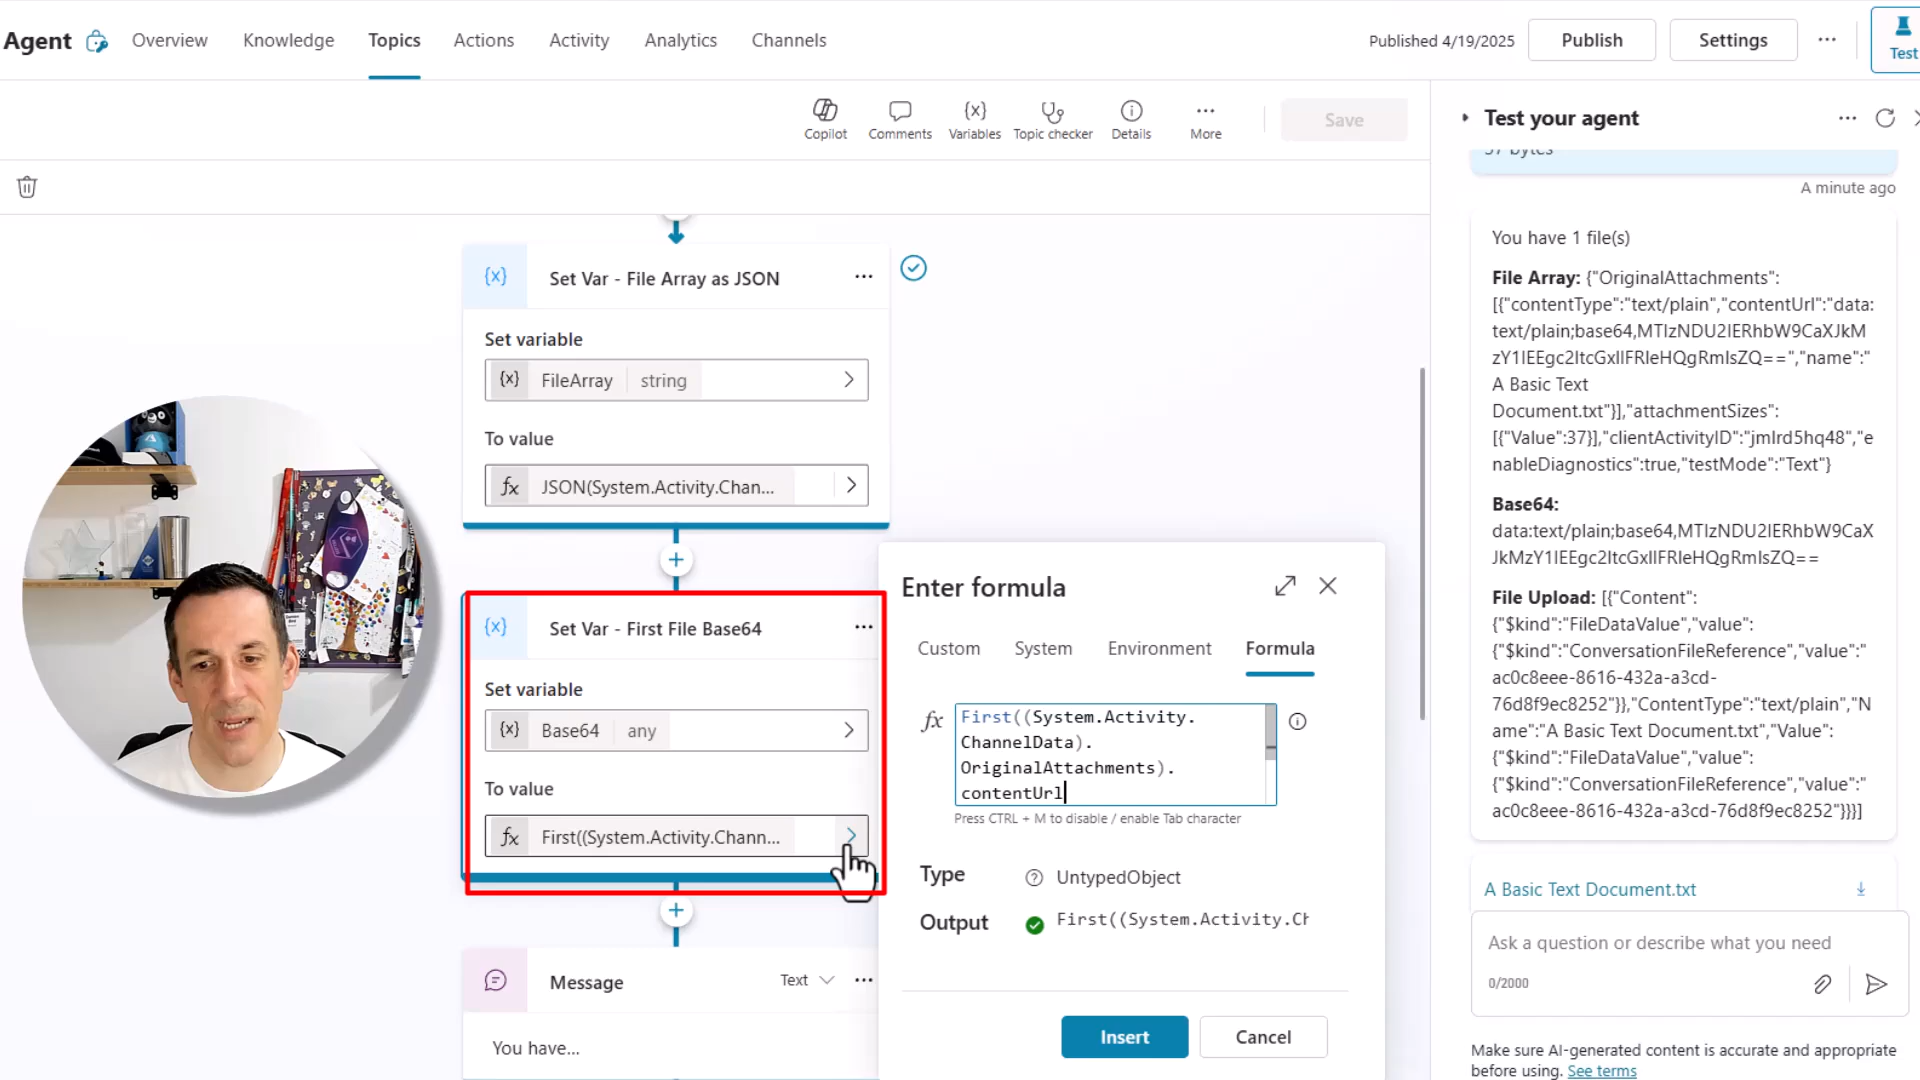 Agent Overview Knowledge Topics Actions Activity Analytics Channels Published 4/19/2025 Publish Settings ··· Test
Copilot Comments {x} Variables Topic checker Details ··· More Save
Test your agent ···
37 bytes
A minute ago
{x} Set Var - File Array as JSON ···
Set variable
{x} FileArray string
To value
fx JSON(System.Activity.Chan...
{x} Set Var - First File Base64 ···
Set variable
{x} Base64 any
To value
fx First((System.Activity.Chann...
Message Text ···
You have...
Enter formula
Custom System Environment Formula
fx First((System.Activity.
ChannelData).
OriginalAttachments).
contentUrl
Press CTRL + M to disable / enable Tab character
Type UntypedObject
Output First((System.Activity.Ch
Insert Cancel
You have 1 file(s)
File Array: {"OriginalAttachments":
[{"contentType":"text/plain","contentUrl":"data:
text/plain;base64,MTIzNDU2IERhbW9CaXJkM
zY1IEEgc2ltcGxlIFRleHQgRmlsZQ==","name":"
A Basic Text
Document.txt"}],"attachmentSizes":
[{"Value":37}],"clientActivityID":"jmlrd5hq48","e
nableDiagnostics":true,"testMode":"Text"}
Base64:
data:text/plain;base64,MTIzNDU2IERhbW9CaX
JkMzY1IEEgc2ltcGxlIFRleHQgRmlsZQ==
File Upload: [{"Content":
{"$kind":"FileDataValue","value":
{"$kind":"ConversationFileReference","value":"
ac0c8eee-8616-432a-a3cd-
76d8f9ec8252"}},"ContentType":"text/plain","N
ame":"A Basic Text Document.txt","Value":
{"$kind":"FileDataValue","value":
{"$kind":"ConversationFileReference","value":"
ac0c8eee-8616-432a-a3cd-76d8f9ec8252"}}}]
A Basic Text Document.txt
Ask a question or describe what you need
0/2000
Make sure AI-generated content is accurate and appropriate
before using. See terms